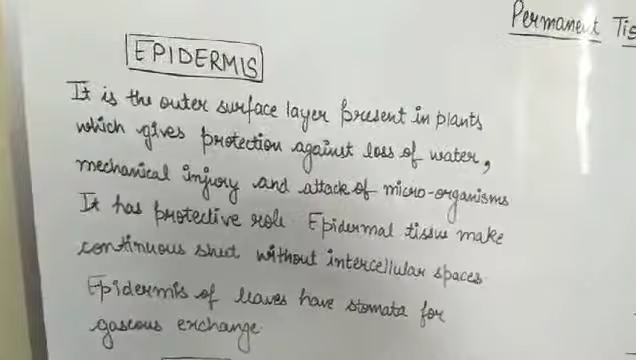 Permanent Tis
EPIDERMIS
It is the outer surface layer present in plants
which gives protection against loss of water,
mechanical injury and attack of micro-organisms
It has protective role. Epidermal tissue make
continuous sheet without intercellular spaces.
Epidermis of leaves have stomata for
gaseous exchange.